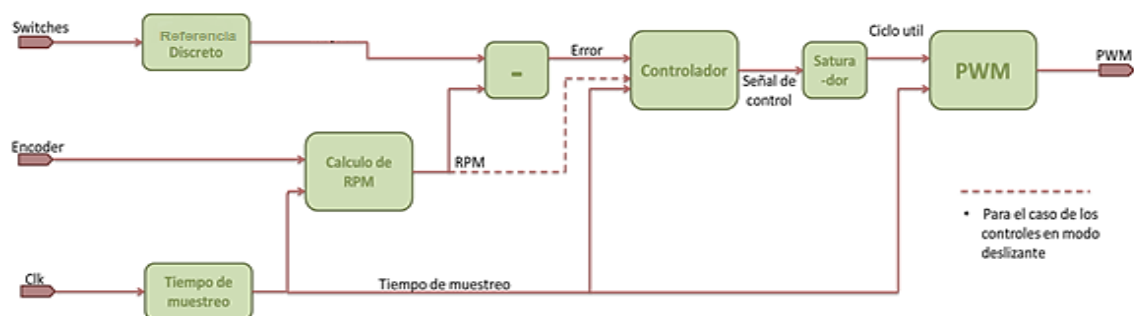 Switches
Referencia
Discreto
-
Error
Controlador
Señal de
control
Satura
-dor
Ciclo util
PWM
PWM
Encoder
Calculo de
RPM
RPM
• Para el caso de los
controles en modo
deslizante
Clk
Tiempo de
muestreo
Tiempo de muestreo